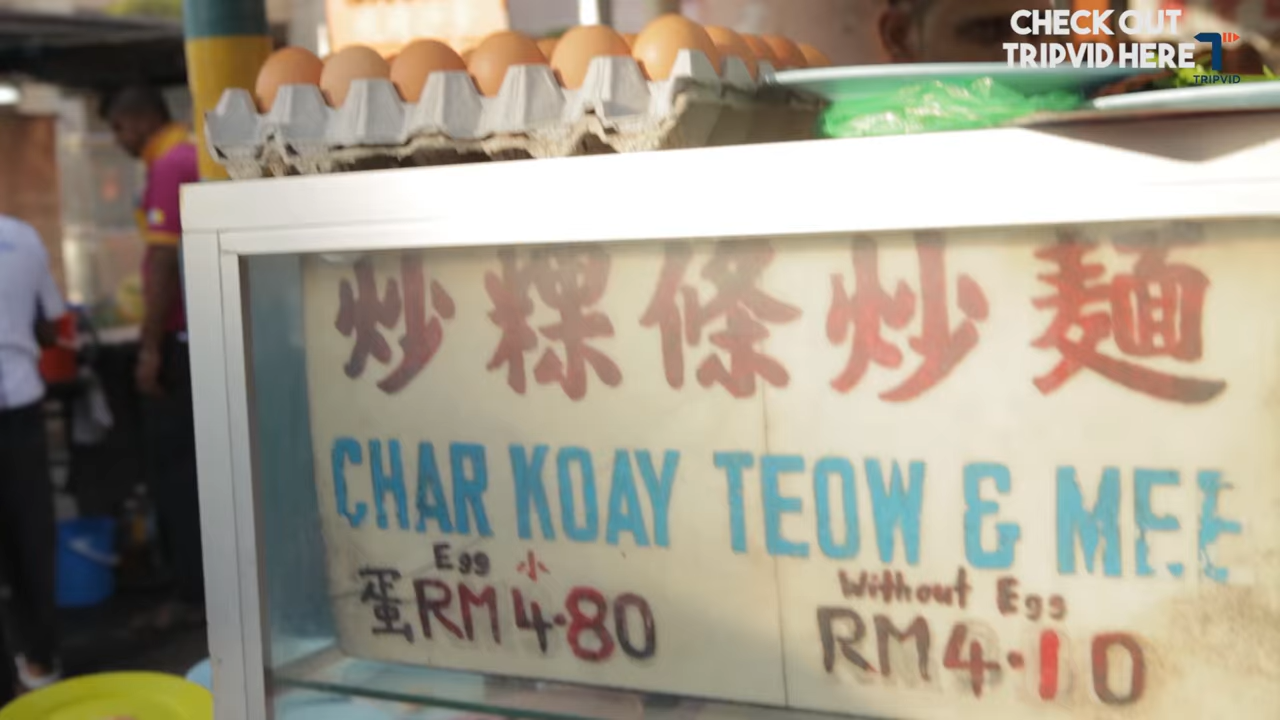 CHECK OUT
TRIPVID HERE
TRIPVID
炒粿條炒麵
CHAR KOAY TEOW & MEE
Egg 小
蛋 RM 4.80
Without Egg
RM 4.10